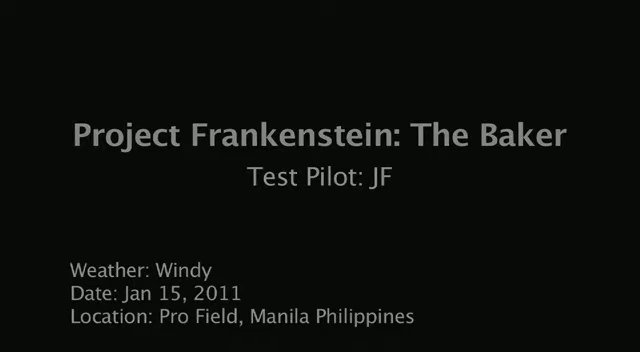 Project Frankenstein: The Baker
Test Pilot: JF
Weather: Windy
Date: Jan 15, 2011
Location: Pro Field, Manila Philippines